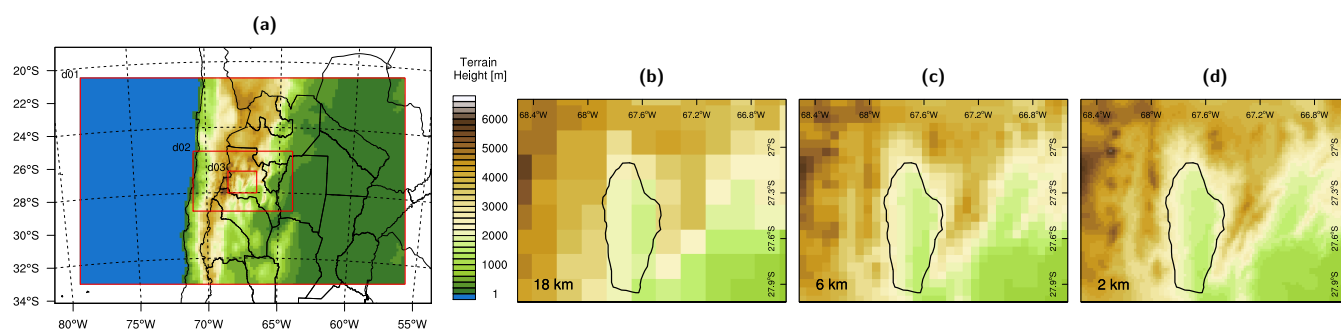 (a)
d01
d02
d03
20°S
22°S
24°S
26°S
28°S
30°S
32°S
34°S
80°W 75°W 70°W 65°W 60°W 55°W
Terrain
Height [m]
6000
5000
4000
3000
2000
1000
1
(b)
68.4°W 68°W 67.6°W 67.2°W 66.8°W
27°S
27.3°S
27.6°S
27.9°S
18 km
(c)
68.4°W 68°W 67.6°W 67.2°W 66.8°W
27°S
27.3°S
27.6°S
27.9°S
6 km
(d)
68.4°W 68°W 67.6°W 67.2°W 66.8°W
27°S
27.3°S
27.6°S
27.9°S
2 km